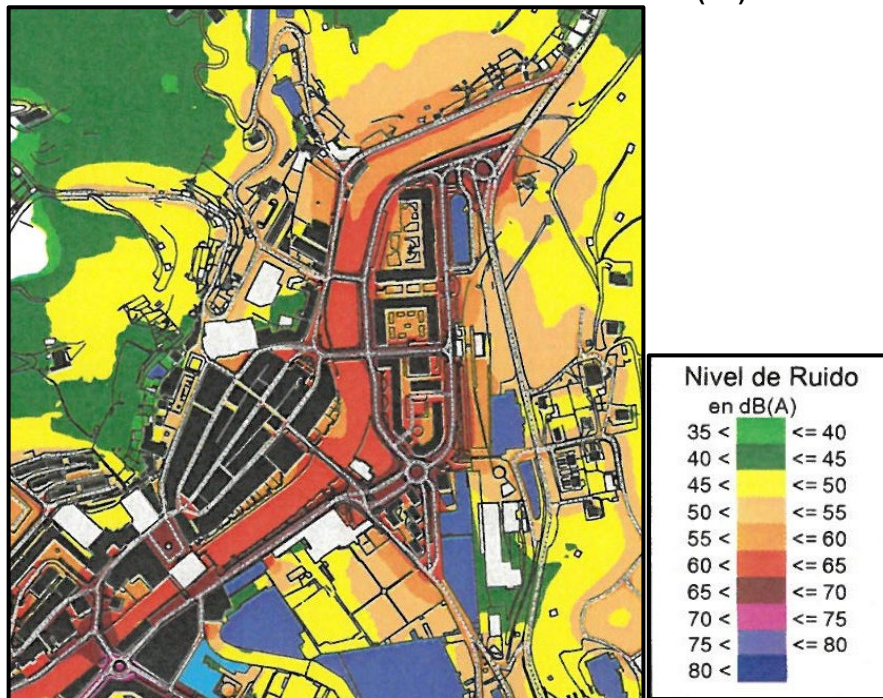 Nivel de Ruido
en dB(A)
35 < <= 40
40 < <= 45
45 < <= 50
50 < <= 55
55 < <= 60
60 < <= 65
65 < <= 70
70 < <= 75
75 < <= 80
80 <